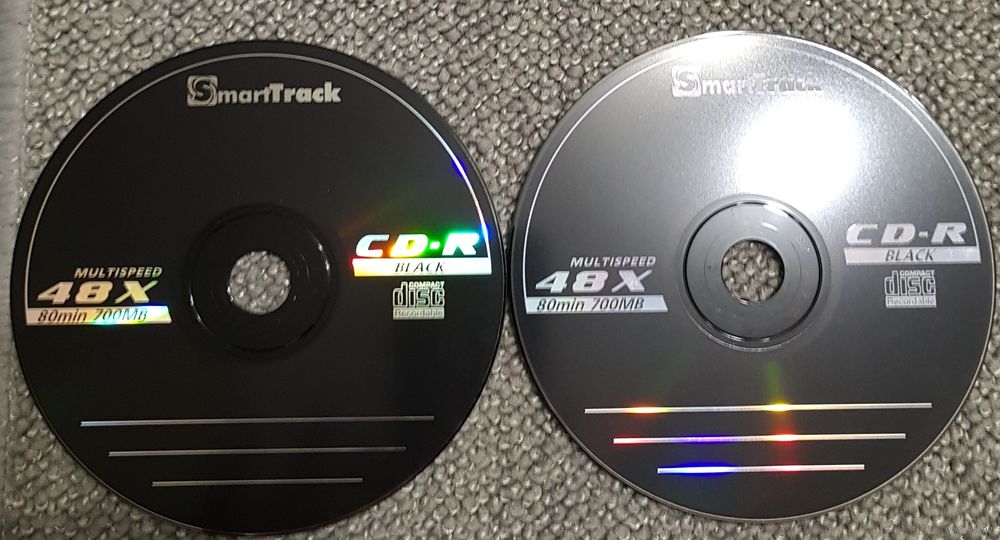 SmartTrack
CD-R
BLACK
MULTISPEED
48X
80min 700MB
COMPACT
disc
Recordable
SmartTrack
CD-R
BLACK
MULTISPEED
48X
80min 700MB
COMPACT
disc
Recordable